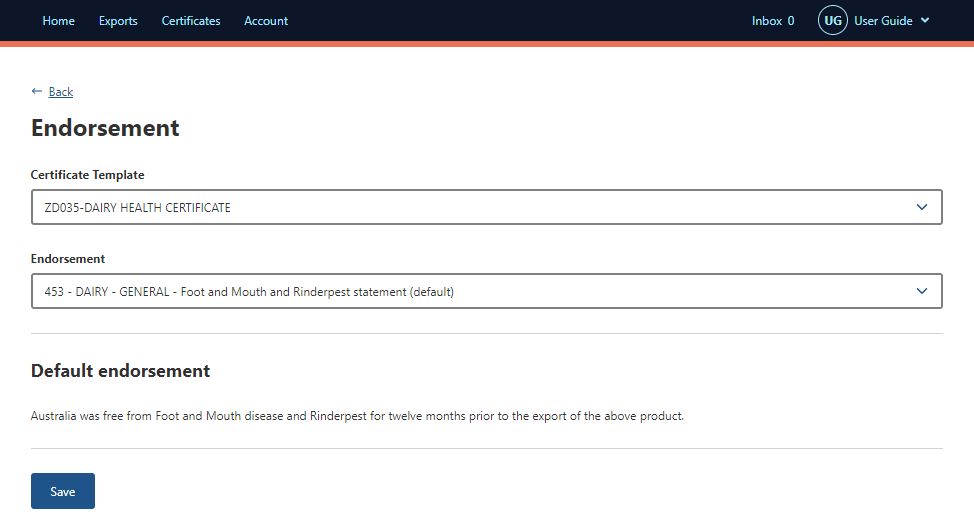 Home Exports Certificates Account Inbox 0 UG User Guide
← Back
Endorsement
Certificate Template
ZD035-DAIRY HEALTH CERTIFICATE
Endorsement
453 - DAIRY - GENERAL - Foot and Mouth and Rinderpest statement (default)
Default endorsement
Australia was free from Foot and Mouth disease and Rinderpest for twelve months prior to the export of the above product.
Save